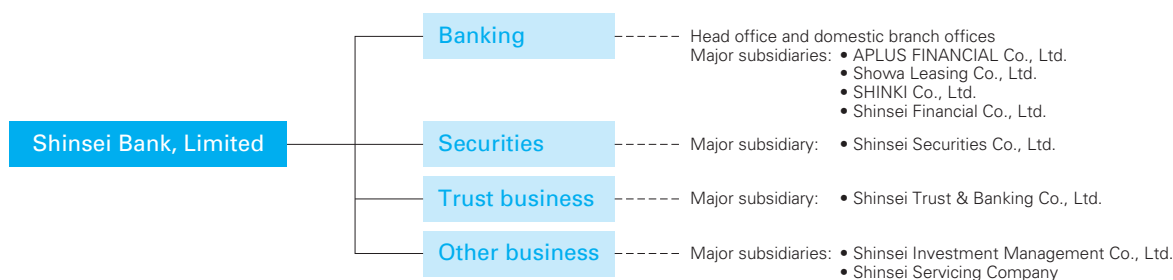 Shinsei Bank, Limited
Banking
Head office and domestic branch offices
Major subsidiaries: • APLUS FINANCIAL Co., Ltd.
• Showa Leasing Co., Ltd.
• SHINKI Co., Ltd.
• Shinsei Financial Co., Ltd.
Securities
Major subsidiary: • Shinsei Securities Co., Ltd.
Trust business
Major subsidiary: • Shinsei Trust & Banking Co., Ltd.
Other business
Major subsidiaries: • Shinsei Investment Management Co., Ltd.
• Shinsei Servicing Company